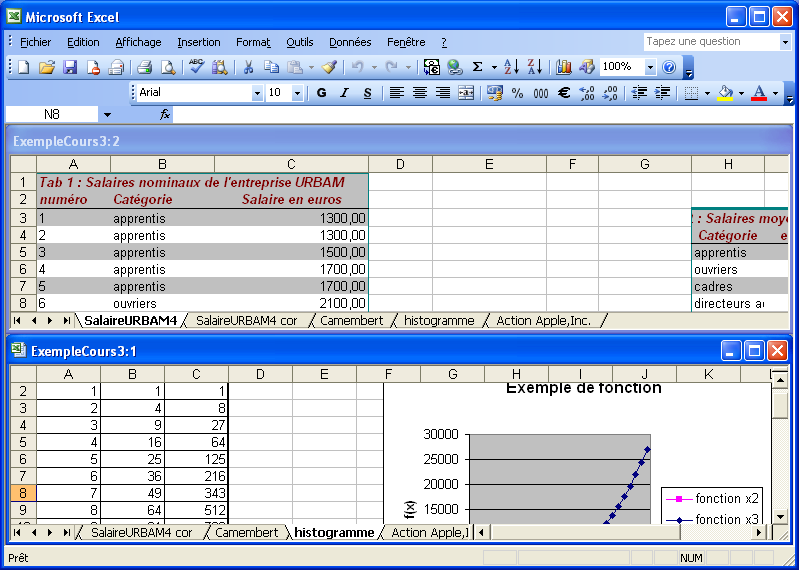 Microsoft Excel
Fichier Edition Affichage Insertion Format Outils Données Fenêtre ? Tapez une question
100%
Arial 10 G I S % 000 €
N8 fx
ExempleCours3:2
A B C D E F G H
1 Tab 1 : Salaires nominaux de l'entreprise URBAM
2 numéro Catégorie Salaire en euros
3 1 apprentis 1300,00 : Salaires moye
4 2 apprentis 1300,00 Catégorie e
5 3 apprentis 1500,00 apprentis
6 4 apprentis 1700,00 ouvriers
7 5 apprentis 1700,00 cadres
8 6 ouvriers 2100,00 directeurs
SalaireURBAM4 SalaireURBAM4 cor Camembert histogramme Action Apple,Inc.
ExempleCours3:1
A B C D E F G H I J K
2 1 1 1 Exemple de fonction
3 2 4 8
4 3 9 27
5 4 16 64 30000
6 5 25 125 25000
7 6 36 216 20000
8 7 49 343 fonction x2
9 8 64 512 15000 f(x) fonction x3
SalaireURBAM4 cor Camembert histogramme Action Apple,I
Prêt NUM